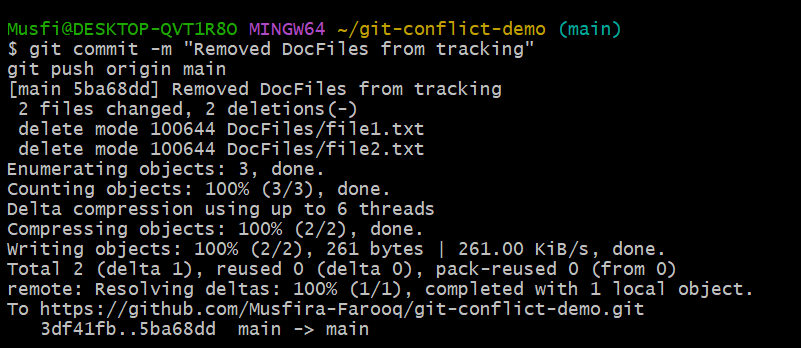 Musfi@DESKTOP-QVT1R8O MINGW64 ~/git-conflict-demo (main)
$ git commit -m "Removed DocFiles from tracking"
git push origin main
[main 5ba68dd] Removed DocFiles from tracking
 2 files changed, 2 deletions(-)
 delete mode 100644 DocFiles/file1.txt
 delete mode 100644 DocFiles/file2.txt
Enumerating objects: 3, done.
Counting objects: 100% (3/3), done.
Delta compression using up to 6 threads
Compressing objects: 100% (2/2), done.
Writing objects: 100% (2/2), 261 bytes | 261.00 KiB/s, done.
Total 2 (delta 1), reused 0 (delta 0), pack-reused 0 (from 0)
remote: Resolving deltas: 100% (1/1), completed with 1 local object.
To https://github.com/Musfira-Farooq/git-conflict-demo.git
   3df41fb..5ba68dd  main -> main